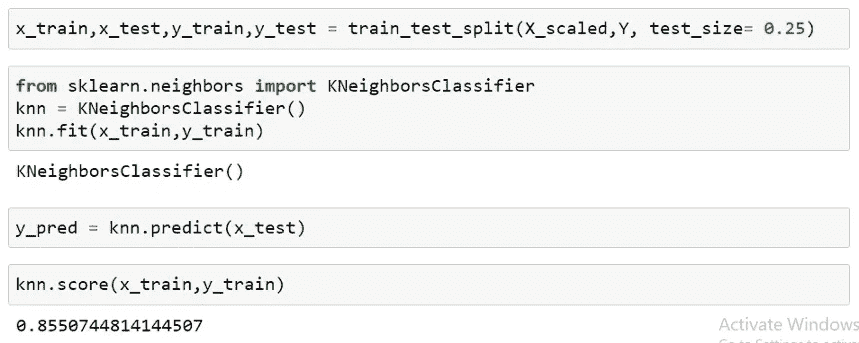 x_train,x_test,y_train,y_test = train_test_split(X_scaled,Y, test_size= 0.25)
from sklearn.neighbors import KNeighborsClassifier
knn = KNeighborsClassifier()
knn.fit(x_train,y_train)
KNeighborsClassifier()
y_pred = knn.predict(x_test)
knn.score(x_train,y_train)
0.8550744814144507
Activate Windows